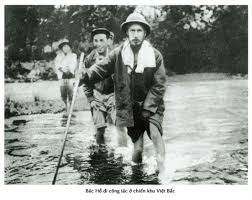 Bác Hồ đi công tác ở chiến khu Việt Bắc